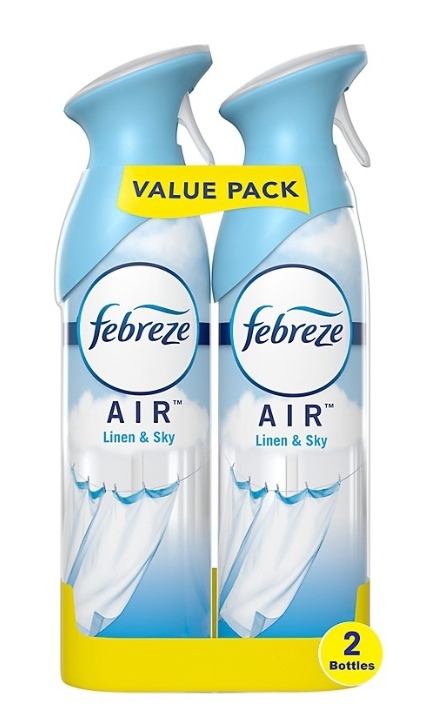 VALUE PACK
febreze
AIR™
Linen & Sky
febreze
AIR™
Linen & Sky
2
Bottles